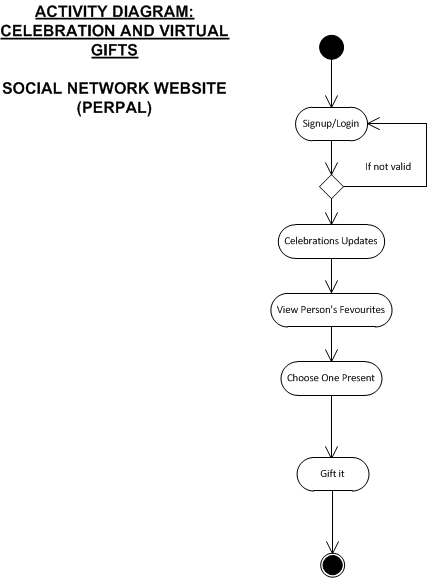 ACTIVITY DIAGRAM:
CELEBRATION AND VIRTUAL
GIFTS
SOCIAL NETWORK WEBSITE
(PERPAL)
Signup/Login
If not valid
Celebrations Updates
View Person's Fevourites
Choose One Present
Gift it